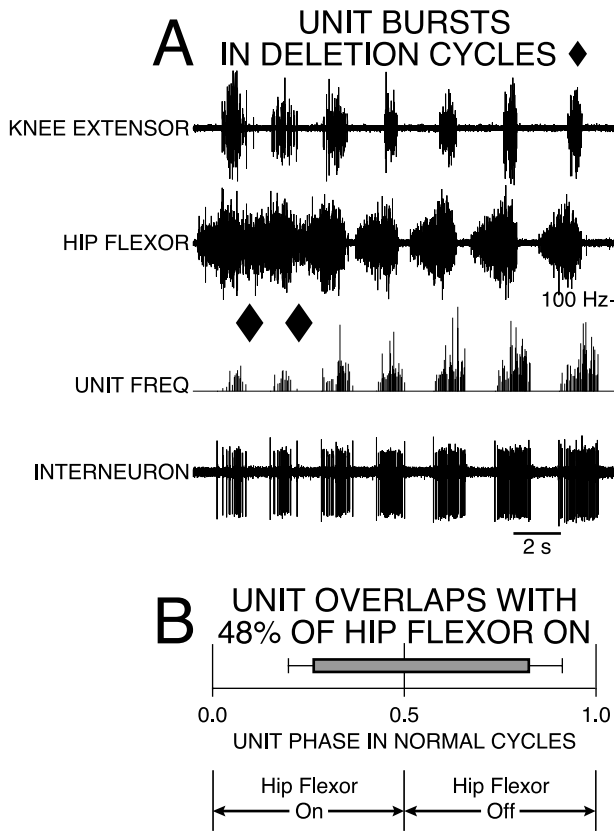 A
UNIT BURSTS
IN DELETION CYCLES ♦
KNEE EXTENSOR
HIP FLEXOR
100 Hz
UNIT FREQ
INTERNEURON
2 s
B
UNIT OVERLAPS WITH
48% OF HIP FLEXOR ON
0.0 0.5 1.0
UNIT PHASE IN NORMAL CYCLES
Hip Flexor Hip Flexor
On Off